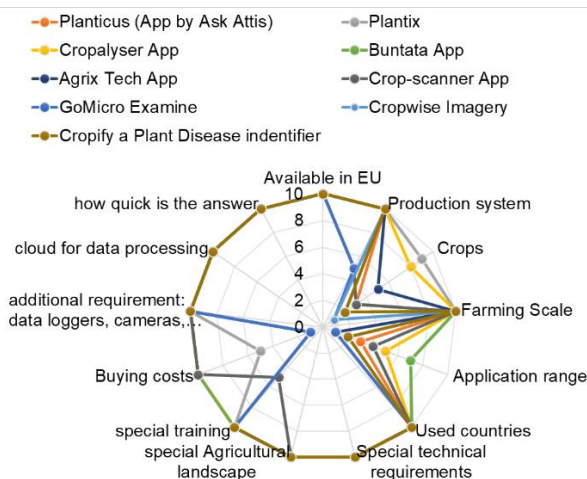 Planticus (App by Ask Attis)
Plantix
Cropalyser App
Buntata App
Agrix Tech App
Crop-scanner App
GoMicro Examine
Cropwise Imagery
Cropify a Plant Disease indentifier
Available in EU
10
8
6
4
2
0
how quick is the answer
Production system
cloud for data processing
Crops
additional requirement:
data loggers, cameras,…
Farming Scale
Buying costs
Application range
special training
Used countries
special Agricultural
landscape
Special technical
requirements